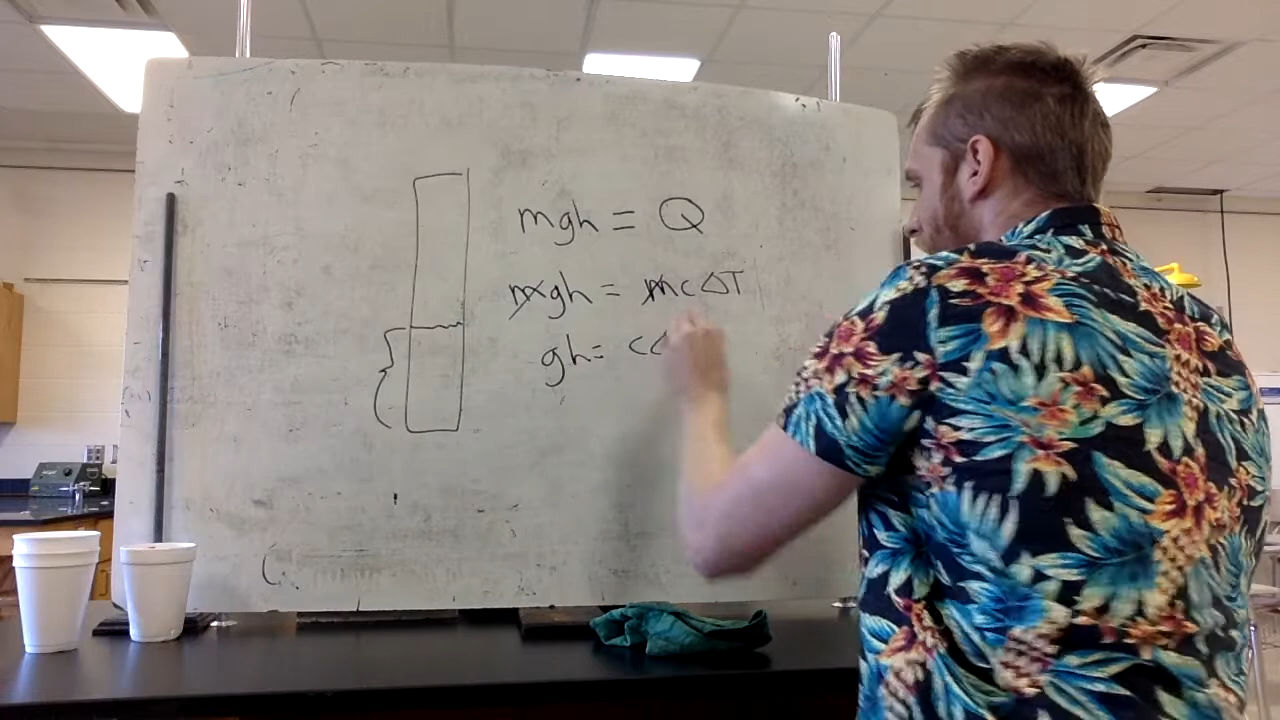 mgh = Q
mgh = mcΔT
gh = c